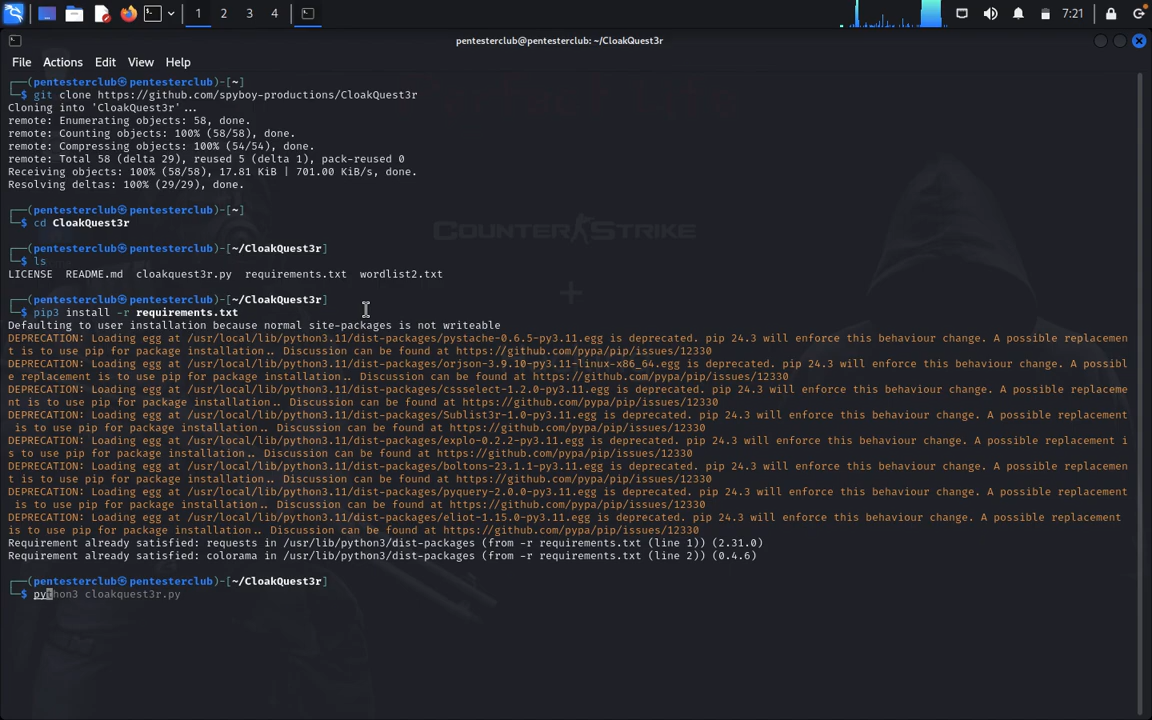 1 2 3 4 7:21
pentesterclub@pentesterclub: ~/CloakQuest3r
File Actions Edit View Help
┌──(pentesterclub㉿pentesterclub)-[~]
└─$ git clone https://github.com/spyboy-productions/CloakQuest3r
Cloning into 'CloakQuest3r'...
remote: Enumerating objects: 58, done.
remote: Counting objects: 100% (58/58), done.
remote: Compressing objects: 100% (54/54), done.
remote: Total 58 (delta 29), reused 5 (delta 1), pack-reused 0
Receiving objects: 100% (58/58), 17.81 KiB | 701.00 KiB/s, done.
Resolving deltas: 100% (29/29), done.
┌──(pentesterclub㉿pentesterclub)-[~]
└─$ cd CloakQuest3r
COUNTER STRIKE
┌──(pentesterclub㉿pentesterclub)-[~/CloakQuest3r]
└─$ ls
LICENSE README.md cloakquest3r.py requirements.txt wordlist2.txt
┌──(pentesterclub㉿pentesterclub)-[~/CloakQuest3r]
└─$ pip3 install -r requirements.txt
Defaulting to user installation because normal site-packages is not writeable
DEPRECATION: Loading egg at /usr/local/lib/python3.11/dist-packages/pystache-0.6.5-py3.11.egg is deprecated. pip 24.3 will enforce this behaviour change. A possible replacemen
t is to use pip for package installation.. Discussion can be found at https://github.com/pypa/pip/issues/12330
DEPRECATION: Loading egg at /usr/local/lib/python3.11/dist-packages/orjson-3.9.10-py3.11-linux-x86_64.egg is deprecated. pip 24.3 will enforce this behaviour change. A possibl
e replacement is to use pip for package installation.. Discussion can be found at https://github.com/pypa/pip/issues/12330
DEPRECATION: Loading egg at /usr/local/lib/python3.11/dist-packages/cssselect-1.2.0-py3.11.egg is deprecated. pip 24.3 will enforce this behaviour change. A possible replaceme
nt is to use pip for package installation.. Discussion can be found at https://github.com/pypa/pip/issues/12330
DEPRECATION: Loading egg at /usr/local/lib/python3.11/dist-packages/Sublist3r-1.0-py3.11.egg is deprecated. pip 24.3 will enforce this behaviour change. A possible replacement
is to use pip for package installation.. Discussion can be found at https://github.com/pypa/pip/issues/12330
DEPRECATION: Loading egg at /usr/local/lib/python3.11/dist-packages/explo-0.2.2-py3.11.egg is deprecated. pip 24.3 will enforce this behaviour change. A possible replacement i
s to use pip for package installation.. Discussion can be found at https://github.com/pypa/pip/issues/12330
DEPRECATION: Loading egg at /usr/local/lib/python3.11/dist-packages/boltons-23.1.1-py3.11.egg is deprecated. pip 24.3 will enforce this behaviour change. A possible replacemen
t is to use pip for package installation.. Discussion can be found at https://github.com/pypa/pip/issues/12330
DEPRECATION: Loading egg at /usr/local/lib/python3.11/dist-packages/pyquery-2.0.0-py3.11.egg is deprecated. pip 24.3 will enforce this behaviour change. A possible replacement
is to use pip for package installation.. Discussion can be found at https://github.com/pypa/pip/issues/12330
DEPRECATION: Loading egg at /usr/local/lib/python3.11/dist-packages/eliot-1.15.0-py3.11.egg is deprecated. pip 24.3 will enforce this behaviour change. A possible replacement
is to use pip for package installation.. Discussion can be found at https://github.com/pypa/pip/issues/12330
Requirement already satisfied: requests in /usr/lib/python3/dist-packages (from -r requirements.txt (line 1)) (2.31.0)
Requirement already satisfied: colorama in /usr/lib/python3/dist-packages (from -r requirements.txt (line 2)) (0.4.6)
┌──(pentesterclub㉿pentesterclub)-[~/CloakQuest3r]
└─$ python3 cloakquest3r.py